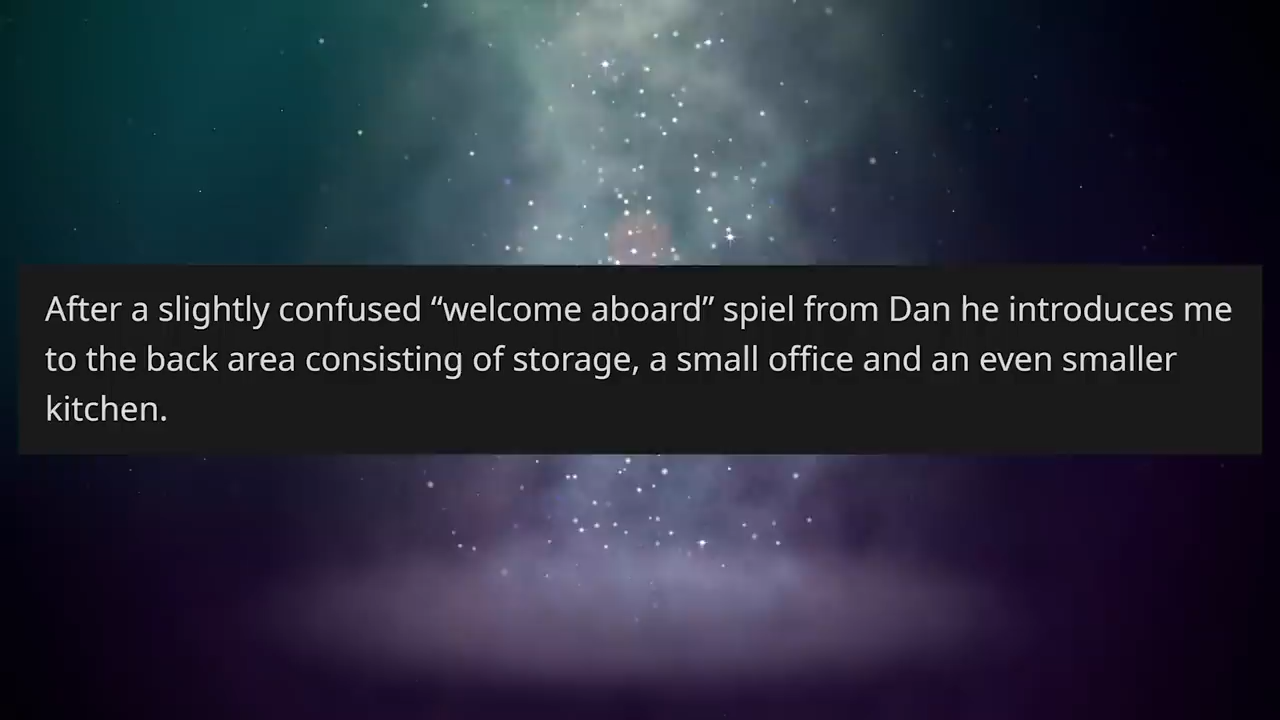 After a slightly confused “welcome aboard” spiel from Dan he introduces me
to the back area consisting of storage, a small office and an even smaller
kitchen.